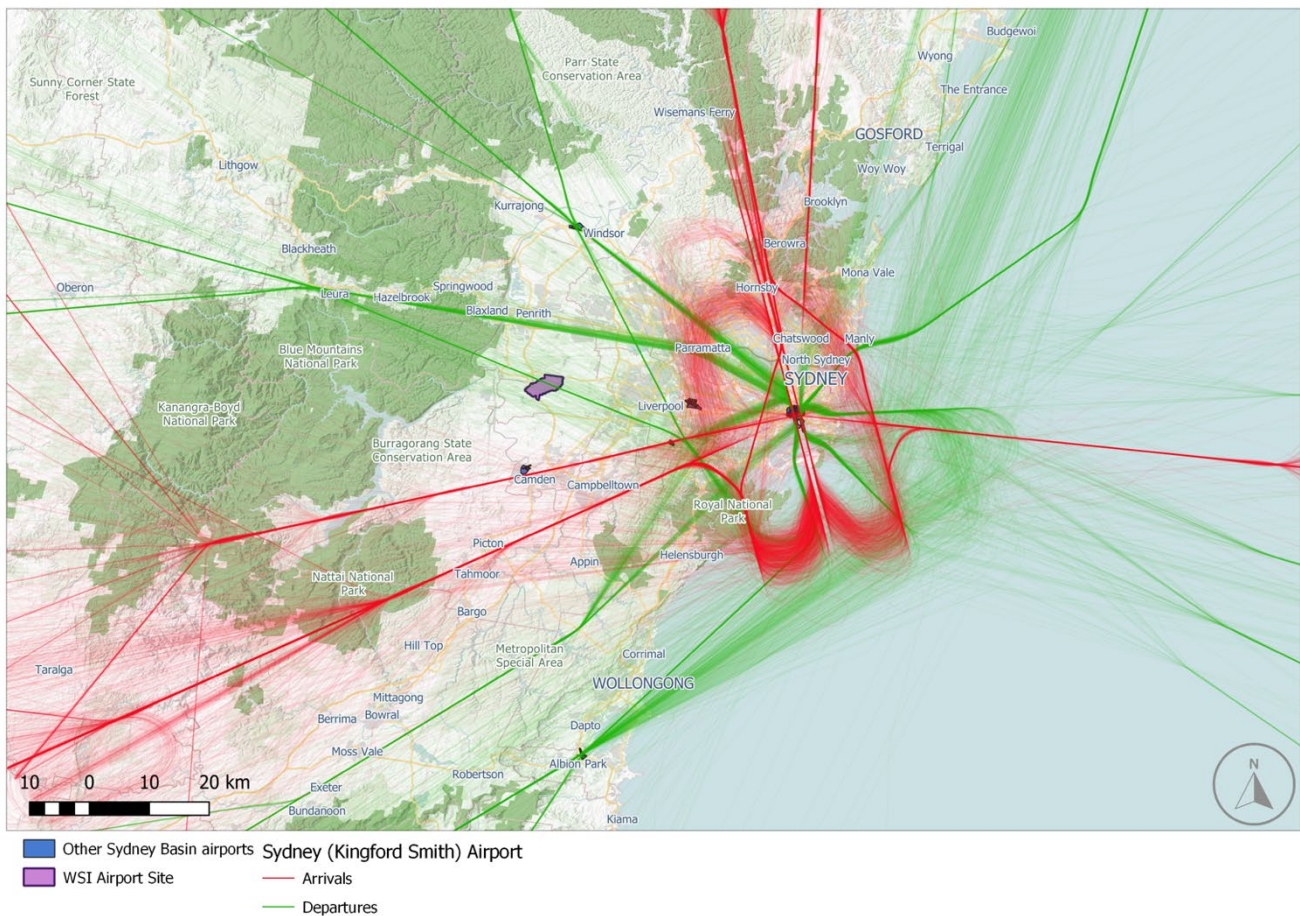 Budgewoi
Parr State
Conservation Area
Wyong
Sunny Corner State
Forest
The Entrance
Wisemans Ferry
GOSFORD
Terrigal
Lithgow
Woy Woy
Kurrajong
Brooklyn
Windsor
Berowra
Blackheath
Mona Vale
Oberon
Springwood
Hornsby
Leura
Hazelbrook
Blaxland
Penrith
Chatswood
Manly
Parramatta
Blue Mountains
National Park
North Sydney
SYDNEY
Kanangra-Boyd
National Park
Liverpool
Burragorang State
Conservation Area
Camden
Campbelltown
Royal National
Park
Picton
Helensburgh
Appin
Nattai National
Park
Tahmoor
Bargo
Hill Top
Metropolitan
Special Area
Corrimal
Taralga
WOLLONGONG
Mittagong
Berrima
Bowral
Dapto
Moss Vale
Albion Park
Robertson
Exeter
Bundanoon
Kiama
10 0 10 20 km
N
Other Sydney Basin airports
WSI Airport Site
Sydney (Kingford Smith) Airport
Arrivals
Departures